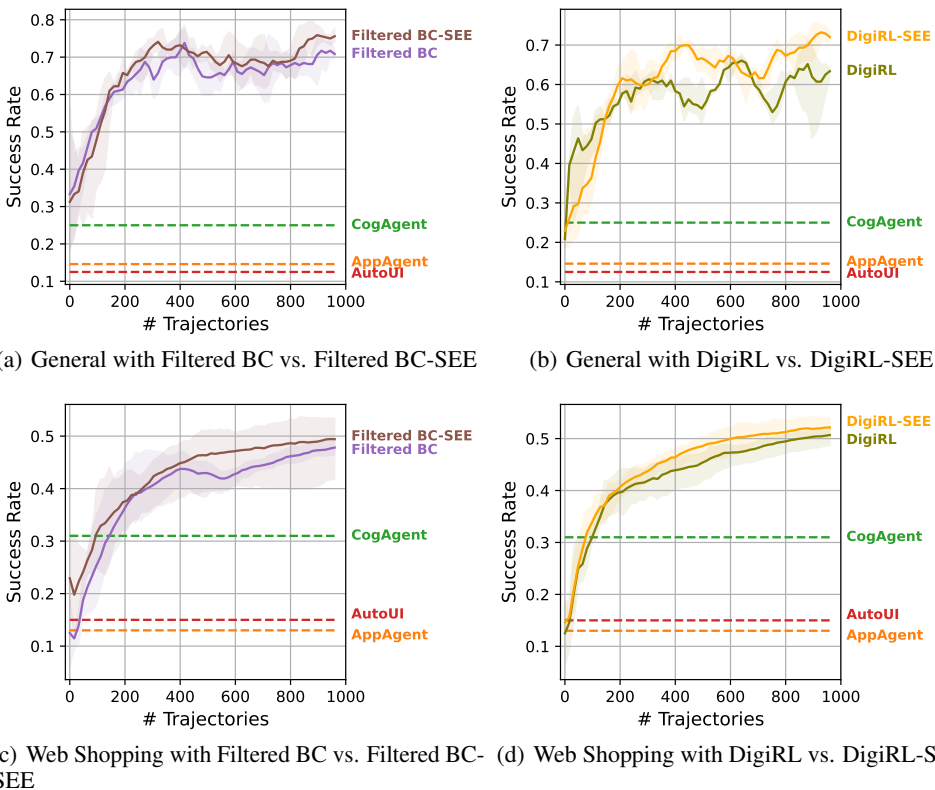 0.8
0.7
0.6
0.5
0.4
0.3
0.2
0.1
Success Rate
Filtered BC-SEE
Filtered BC
CogAgent
AppAgent
AutoUI
0 200 400 600 800 1000
# Trajectories
a) General with Filtered BC vs. Filtered BC-SEE
0.7
0.6
0.5
0.4
0.3
0.2
0.1
Success Rate
DigiRL-SEE
DigiRL
CogAgent
AppAgent
AutoUI
0 200 400 600 800 1000
# Trajectories
(b) General with DigiRL vs. DigiRL-SEE
0.5
0.4
0.3
0.2
0.1
Success Rate
Filtered BC-SEE
Filtered BC
CogAgent
AutoUI
AppAgent
0 200 400 600 800 1000
# Trajectories
c) Web Shopping with Filtered BC vs. Filtered BC-
SEE
0.5
0.4
0.3
0.2
0.1
Success Rate
DigiRL-SEE
DigiRL
CogAgent
AutoUI
AppAgent
0 200 400 600 800 1000
# Trajectories
(d) Web Shopping with DigiRL vs. DigiRL-S